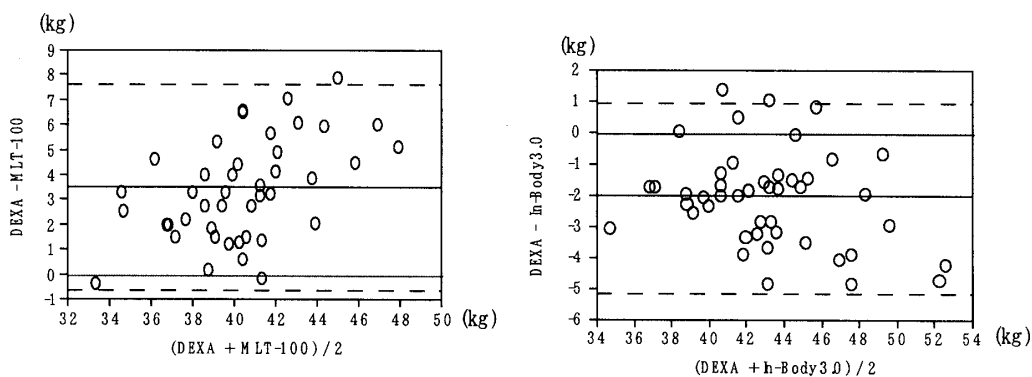 (kg)
9
8
7
6
5
4
3
2
1
0
-1
DEXA -MLT-100
32 34 36 38 40 42 44 46 48 50 (kg)
(DEXA + MLT-100)/2
(kg)
2
1
0
-1
-2
-3
-4
-5
-6
DEXA - In-Body3.0
34 36 38 40 42 44 46 48 50 52 54 (kg)
(DEXA + h-Body3.0)/2